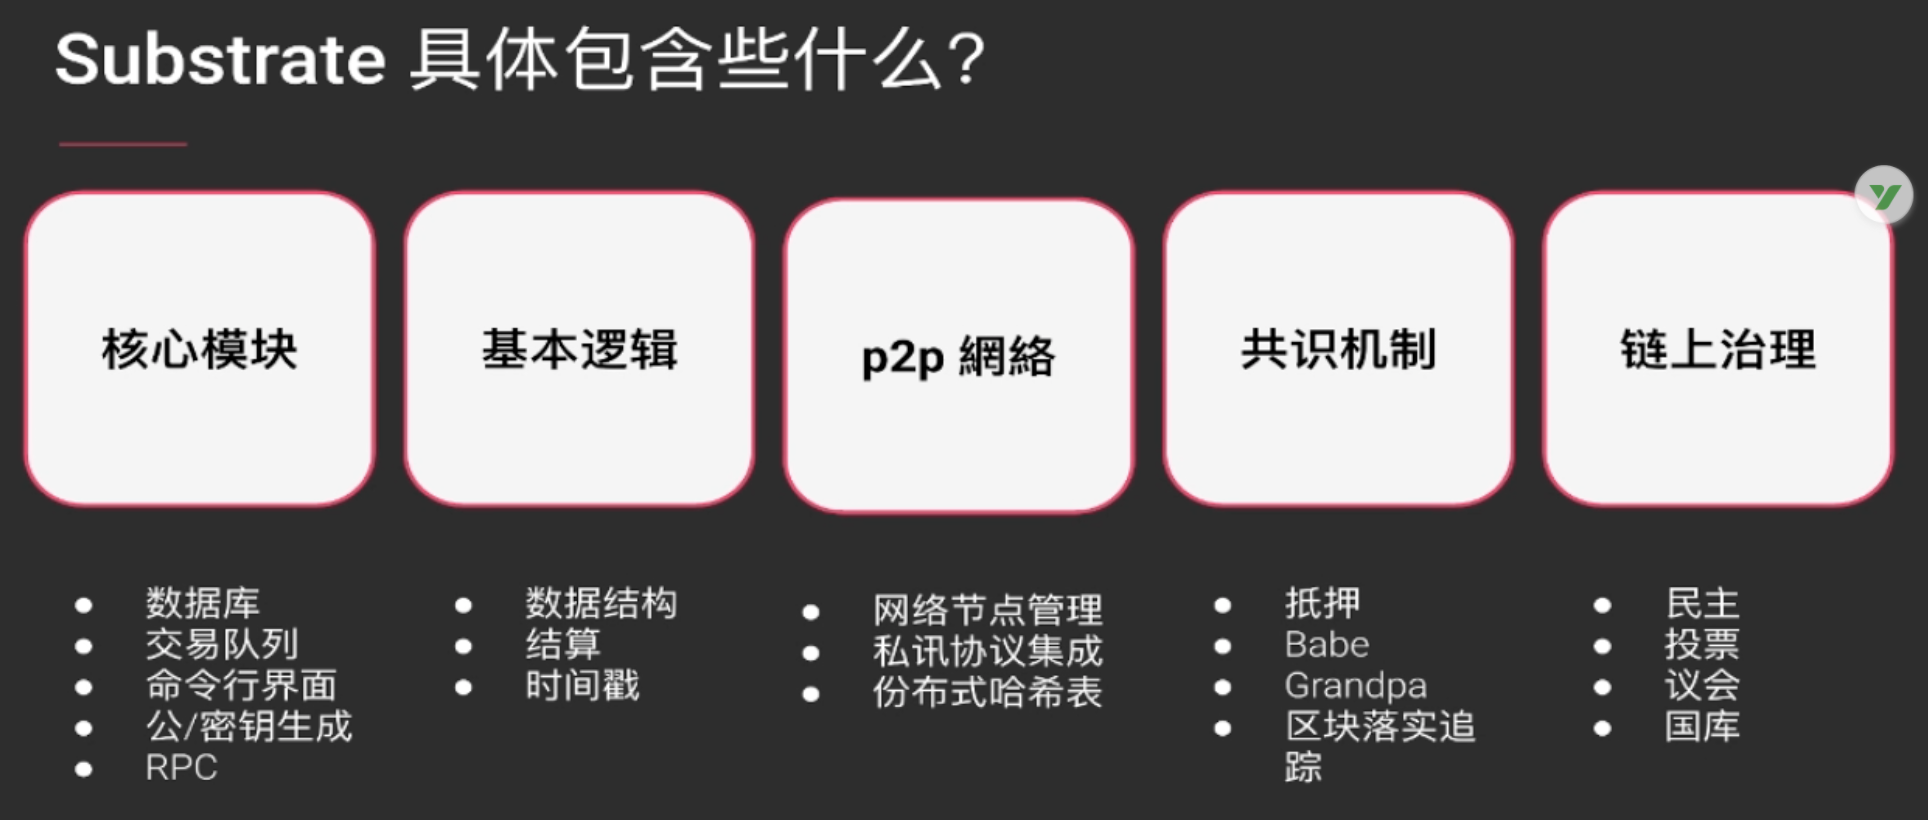 Substrate 具体包含些什么?
核心模块
基本逻辑
p2p 網絡
共识机制
链上治理
数据库
交易队列
命令行界面
公/密钥生成
RPC
数据结构
结算
时间戳
网络节点管理
私讯协议集成
份布式哈希表
抵押
Babe
Grandpa
区块落实追
踪
民主
投票
议会
国库